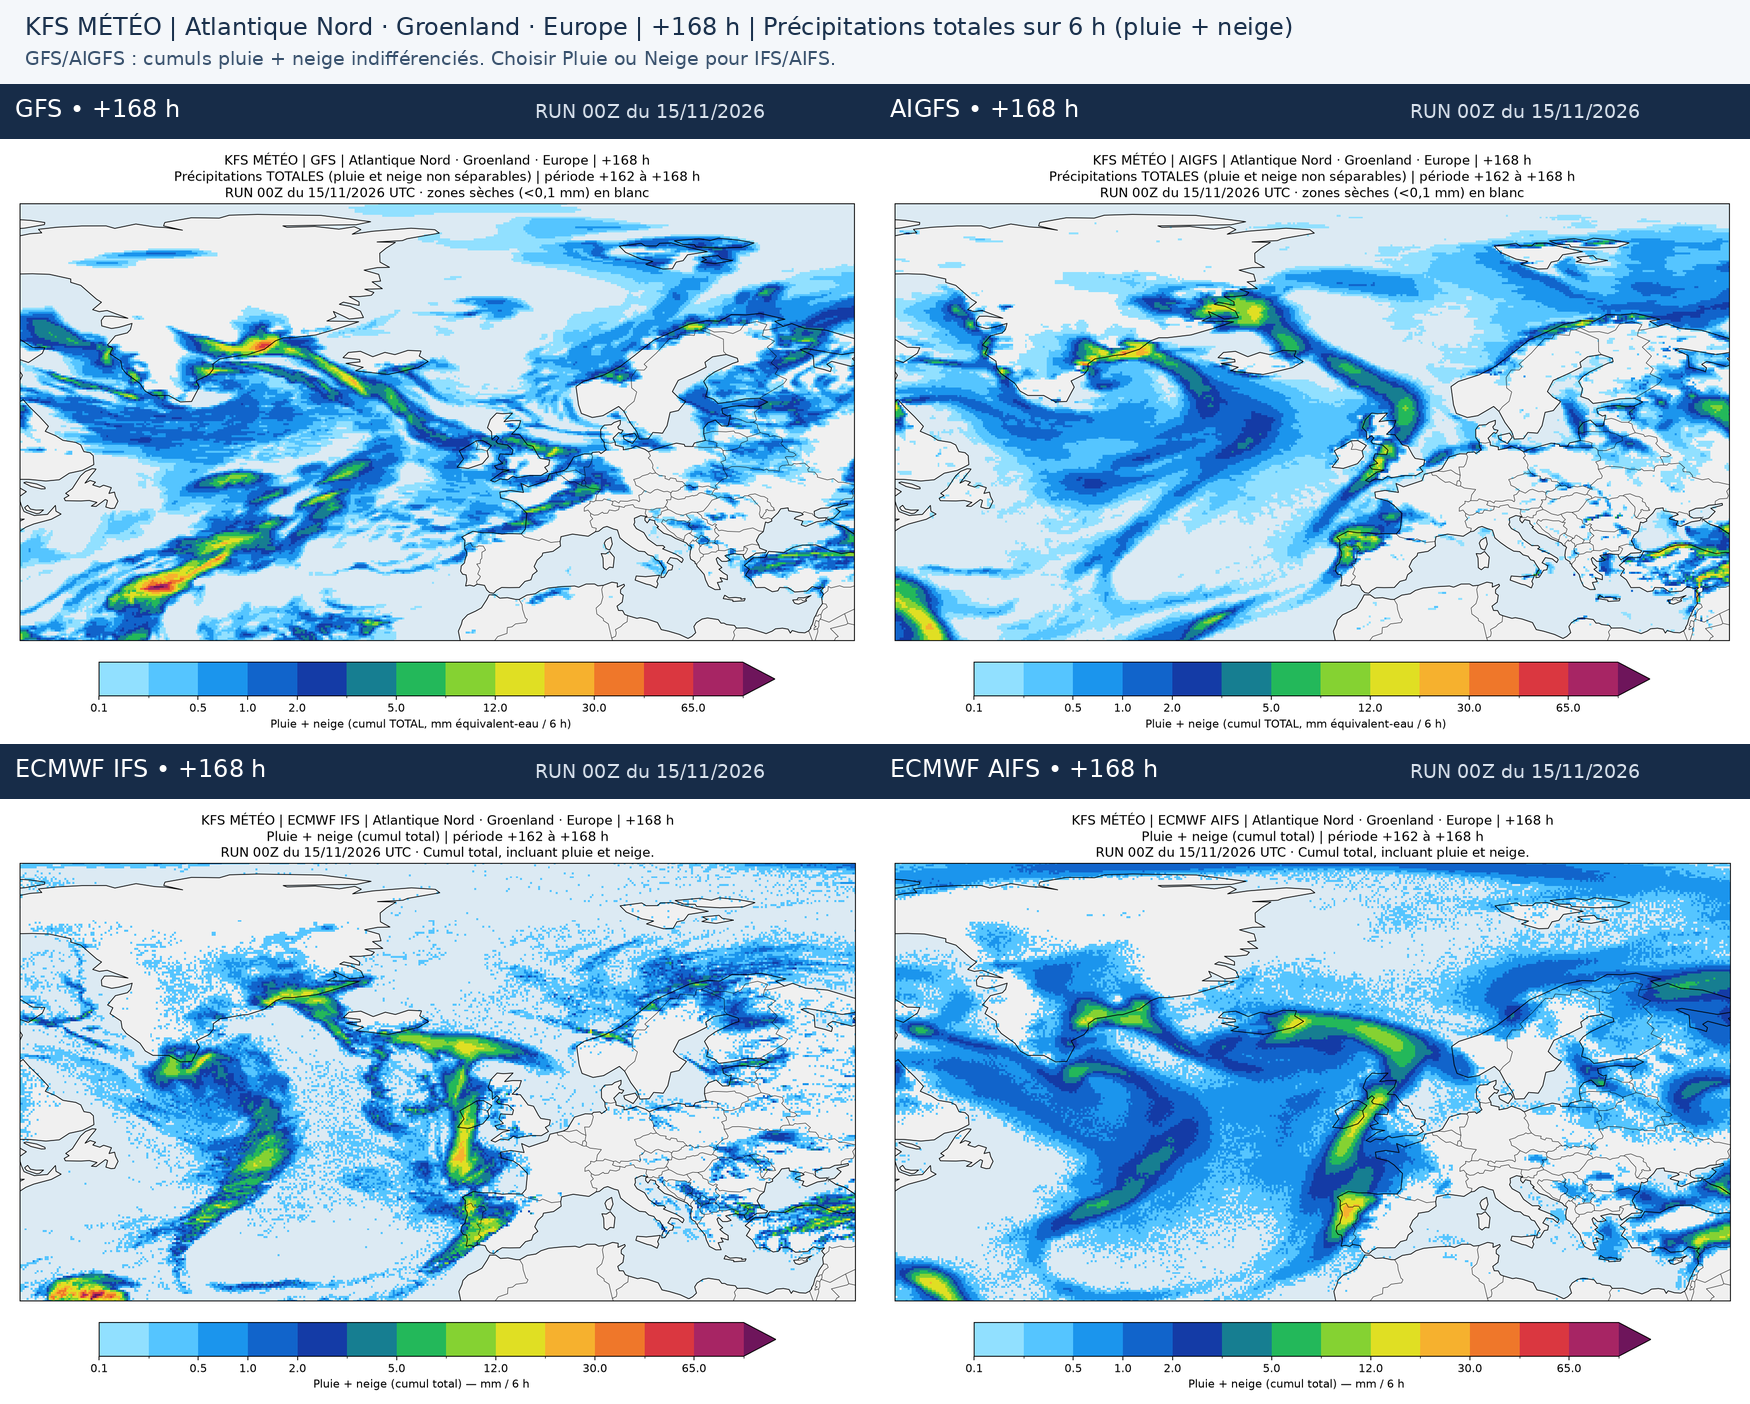 KFS MÉTÉO | Atlantique Nord · Groenland · Europe | +168 h | Précipitations totales sur 6 h (pluie + neige)
GFS/AIGFS : cumuls pluie + neige indifférenciés. Choisir Pluie ou Neige pour IFS/AIFS.
GFS • +168 h
RUN 00Z du 15/11/2026
AIGFS • +168 h
RUN 00Z du 15/11/2026
KFS MÉTÉO | GFS | Atlantique Nord · Groenland · Europe | +168 h
Précipitations TOTALES (pluie et neige non séparables) | période +162 à +168 h
RUN 00Z du 15/11/2026 UTC · zones sèches (<0,1 mm) en blanc
KFS MÉTÉO | AIGFS | Atlantique Nord · Groenland · Europe | +168 h
Précipitations TOTALES (pluie et neige non séparables) | période +162 à +168 h
RUN 00Z du 15/11/2026 UTC · zones sèches (<0,1 mm) en blanc
0.1 0.5 1.0 2.0 5.0 12.0 30.0 65.0
Pluie + neige (cumul TOTAL, mm équivalent-eau / 6 h)
0.1 0.5 1.0 2.0 5.0 12.0 30.0 65.0
Pluie + neige (cumul TOTAL, mm équivalent-eau / 6 h)
ECMWF IFS • +168 h
RUN 00Z du 15/11/2026
ECMWF AIFS • +168 h
RUN 00Z du 15/11/2026
KFS MÉTÉO | ECMWF IFS | Atlantique Nord · Groenland · Europe | +168 h
Pluie + neige (cumul total) | période +162 à +168 h
RUN 00Z du 15/11/2026 UTC · Cumul total, incluant pluie et neige.
KFS MÉTÉO | ECMWF AIFS | Atlantique Nord · Groenland · Europe | +168 h
Pluie + neige (cumul total) | période +162 à +168 h
RUN 00Z du 15/11/2026 UTC · Cumul total, incluant pluie et neige.
0.1 0.5 1.0 2.0 5.0 12.0 30.0 65.0
Pluie + neige (cumul total) — mm / 6 h
0.1 0.5 1.0 2.0 5.0 12.0 30.0 65.0
Pluie + neige (cumul total) — mm / 6 h